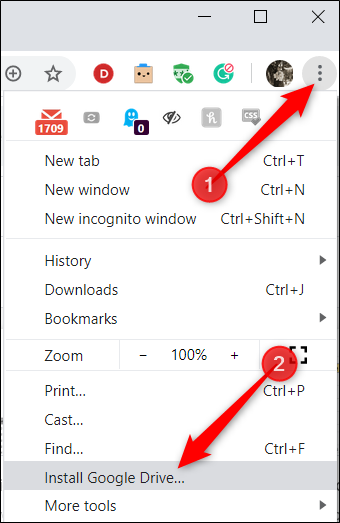 D
1709
0
CSS
New tab Ctrl+T
1
New window Ctrl+N
New incognito window Ctrl+Shift+N
History
Downloads Ctrl+J
Bookmarks
Zoom − 100% +
2
Print... Ctrl+P
Cast...
Find... Ctrl+F
Install Google Drive...
More tools